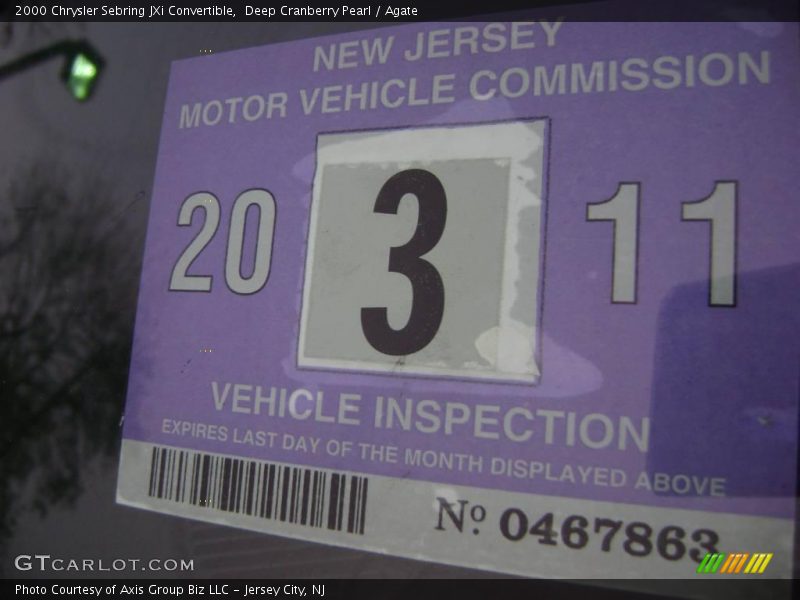 2000 Chrysler Sebring JXi Convertible,  Deep Cranberry Pearl / Agate
NEW JERSEY
MOTOR VEHICLE COMMISSION
20 3 11
VEHICLE INSPECTION
EXPIRES LAST DAY OF THE MONTH DISPLAYED ABOVE
Nº 0467863
GTCARLOT.COM
Photo Courtesy of Axis Group Biz LLC - Jersey City, NJ